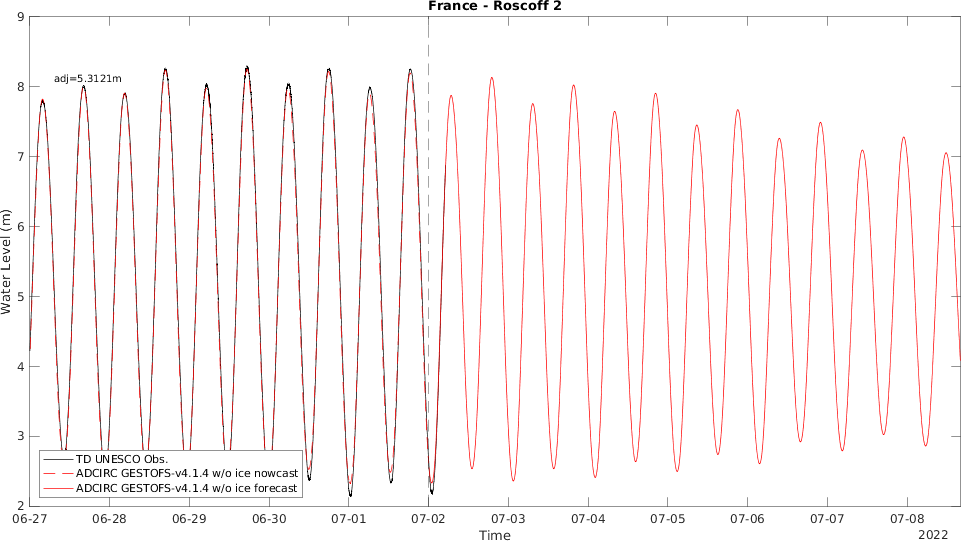 France - Roscoff 2
9
8
7
6
5
4
3
2
Water Level (m)
adj=5.3121m
TD UNESCO Obs.
ADCIRC GESTOFS-v4.1.4 w/o ice nowcast
ADCIRC GESTOFS-v4.1.4 w/o ice forecast
06-27 06-28 06-29 06-30 07-01 07-02 07-03 07-04 07-05 07-06 07-07 07-08
Time
2022